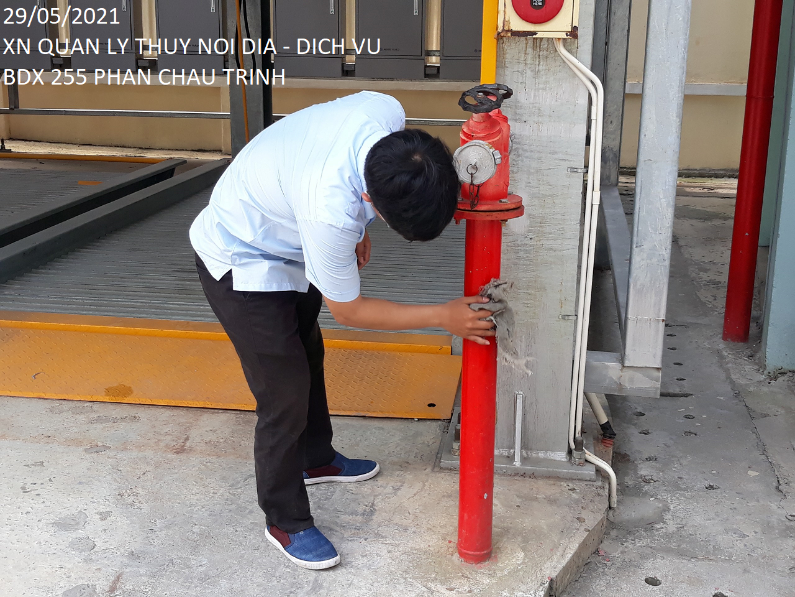 29/05/2021
XN QUAN LY THUY NOI DIA - DICH VU
BDX 255 PHAN CHAU TRINH